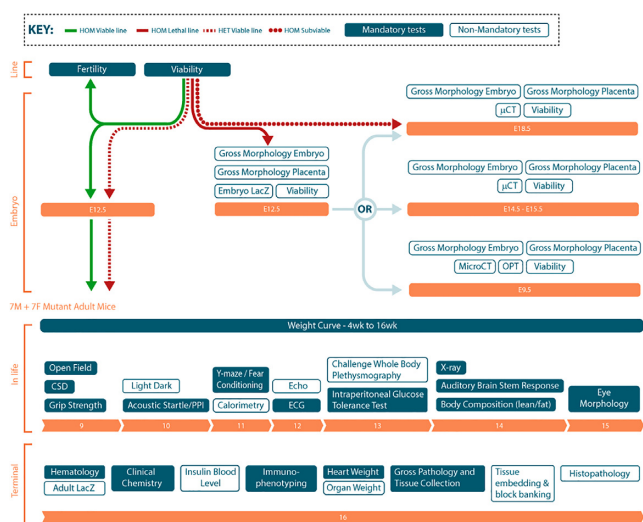 KEY:
HOM Viable line
HOM Lethal line
HET Viable line
HOM Subviable
Mandatory tests
Non-Mandatory tests
Line
Fertility
Viability
Embryo
Gross Morphology Embryo
Gross Morphology Placenta
μCT
Viability
E18.5
Gross Morphology Embryo
Gross Morphology Placenta
Embryo LacZ
Viability
E12.5
E12.5
OR
Gross Morphology Embryo
Gross Morphology Placenta
μCT
Viability
E14.5 - E15.5
Gross Morphology Embryo
Gross Morphology Placenta
MicroCT
OPT
Viability
E9.5
7M + 7F Mutant Adult Mice
In life
Weight Curve - 4wk to 16wk
Open Field
CSD
Grip Strength
9
Light Dark
Acoustic Startle/PPI
10
Y-maze / Fear
Conditioning
Calorimetry
11
Echo
ECG
12
Challenge Whole Body
Plethysmography
Intraperitoneal Glucose
Tolerance Test
13
X-ray
Auditory Brain Stem Response
Body Composition (lean/fat)
14
Eye
Morphology
15
Terminal
Hematology
Adult LacZ
Clinical
Chemistry
Insulin Blood
Level
Immuno-
phenotyping
Heart Weight
Organ Weight
Gross Pathology and
Tissue Collection
Tissue
embedding &
block banking
Histopathology
16